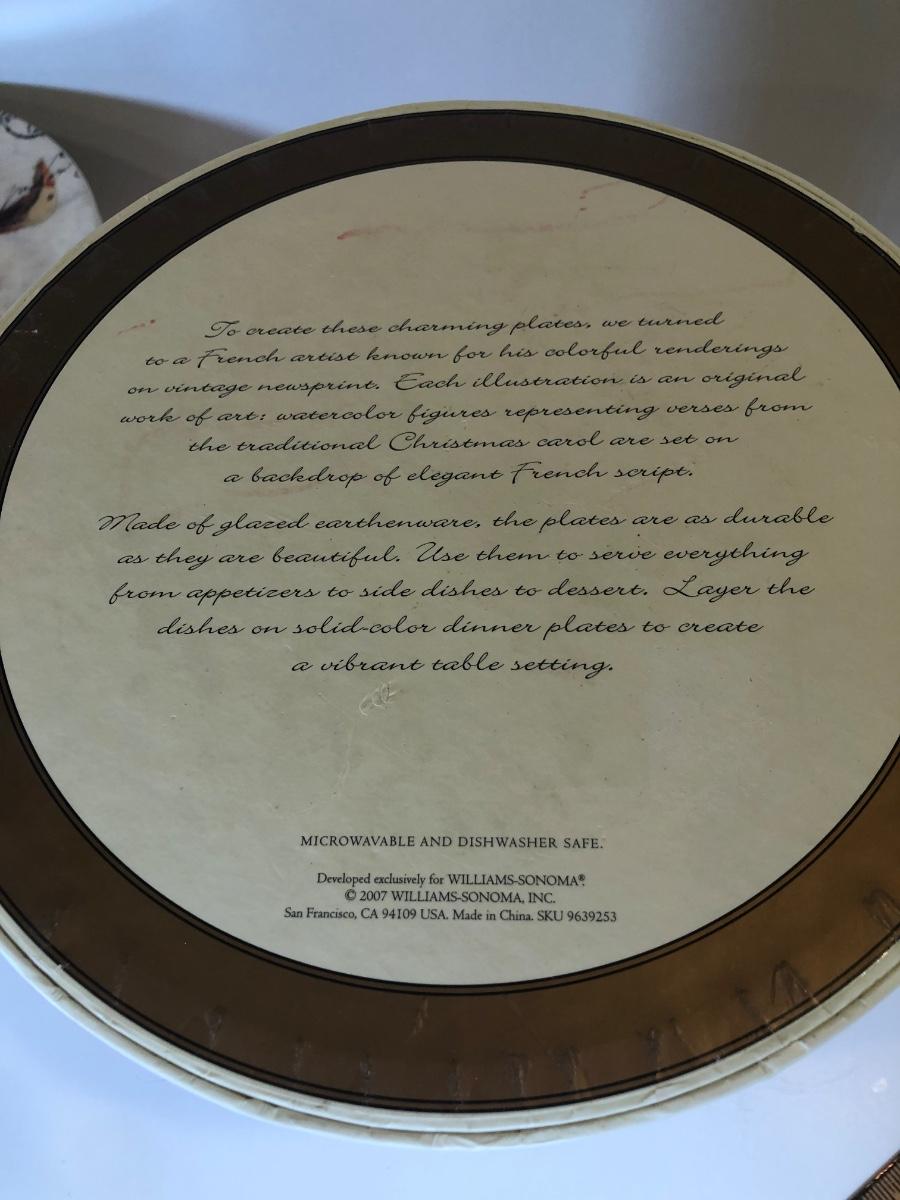 To create these charming plates, we turned
to a French artist known for his colorful renderings
on vintage newsprint. Each illustration is an original
work of art: watercolor figures representing verses from
the traditional Christmas carol are set on
a backdrop of elegant French script.
Made of glazed earthenware, the plates are as durable
as they are beautiful. Use them to serve everything
from appetizers to side dishes to dessert. Layer the
dishes on solid-color dinner plates to create
a vibrant table setting.
MICROWAVABLE AND DISHWASHER SAFE.
Developed exclusively for WILLIAMS-SONOMA®.
© 2007 WILLIAMS-SONOMA, INC.
San Francisco, CA 94109 USA. Made in China. SKU 9639253